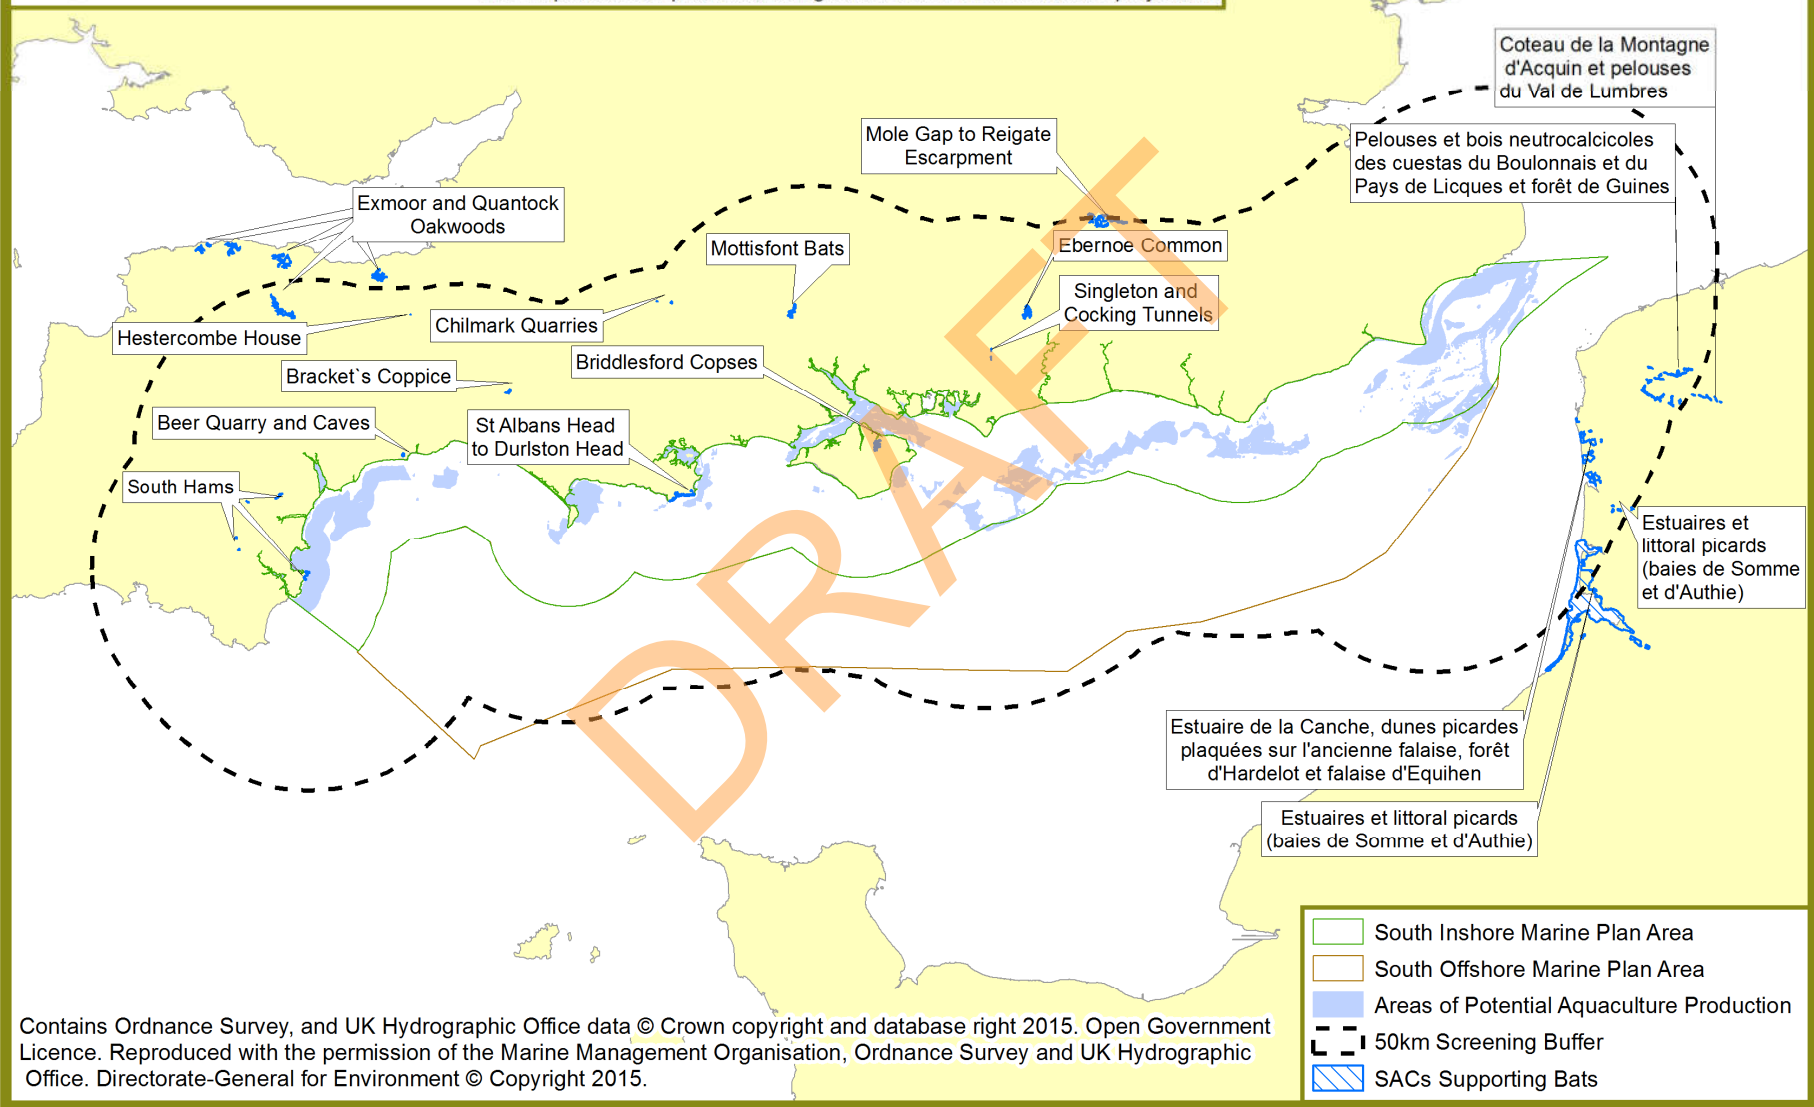 Coteau de la Montagne
d'Acquin et pelouses
du Val de Lumbres
Mole Gap to Reigate
Escarpment
Pelouses et bois neutrocalcicoles
des cuestas du Boulonnais et du
Pays de Licques et forêt de Guines
Exmoor and Quantock
Oakwoods
Mottisfont Bats
Ebernoe Common
Singleton and
Cocking Tunnels
Hestercombe House
Chilmark Quarries
Briddlesford Copses
Bracket`s Coppice
Beer Quarry and Caves
St Albans Head
to Durlston Head
South Hams
Estuaires et
littoral picards
(baies de Somme
et d'Authie)
Estuaire de la Canche, dunes picardes
plaquées sur l'ancienne falaise, forêt
d'Hardelot et falaise d'Equihen
Estuaires et littoral picards
(baies de Somme et d'Authie)
DRAFT
South Inshore Marine Plan Area
South Offshore Marine Plan Area
Areas of Potential Aquaculture Production
50km Screening Buffer
SACs Supporting Bats
Contains Ordnance Survey, and UK Hydrographic Office data © Crown copyright and database right 2015. Open Government
Licence. Reproduced with the permission of the Marine Management Organisation, Ordnance Survey and UK Hydrographic
Office. Directorate-General for Environment © Copyright 2015.